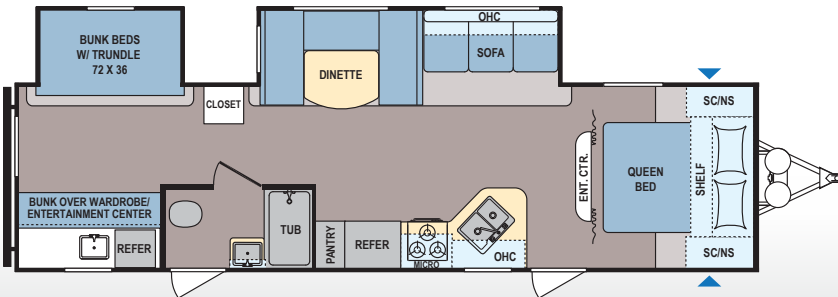 OHC
BUNK BEDS
W/ TRUNDLE
72 X 36
SOFA
DINETTE
CLOSET
SC/NS
ENT. CTR.
QUEEN
BED
SHELF
BUNK OVER WARDROBE/
ENTERTAINMENT CENTER
REFER
TUB
PANTRY
REFER
MICRO
OHC
SC/NS